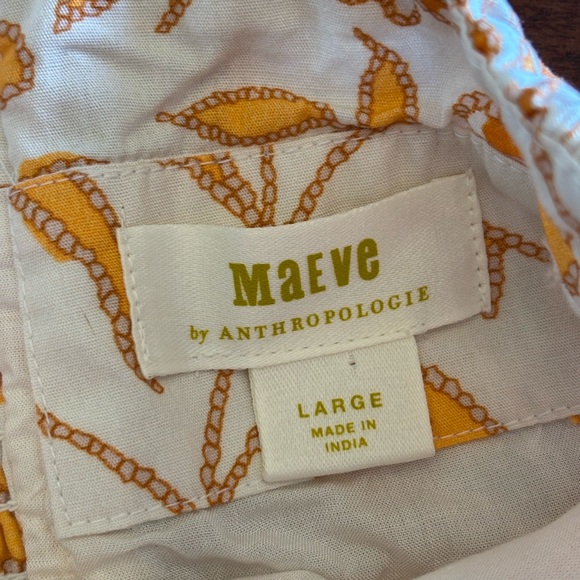 MaEVe
by ANTHROPOLOGIE
LARGE
MADE IN
INDIA